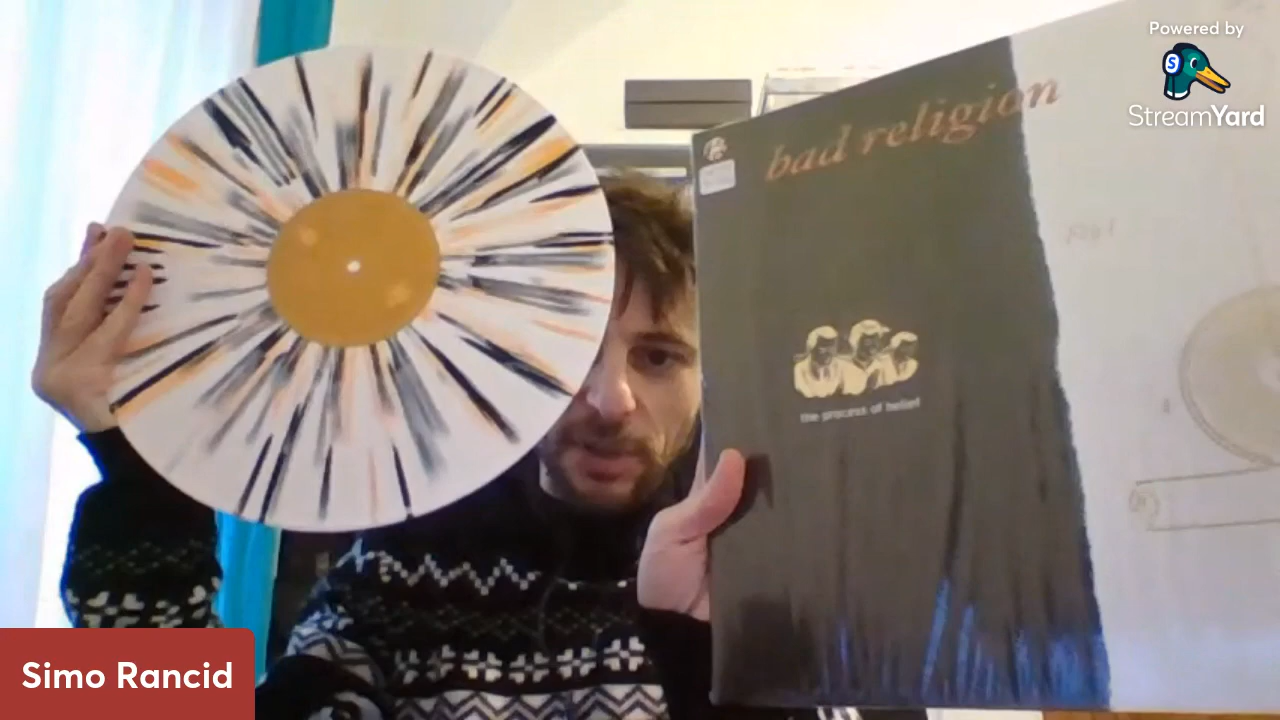 Powered by
S
StreamYard
bad religion
the process of belief
Simo Rancid